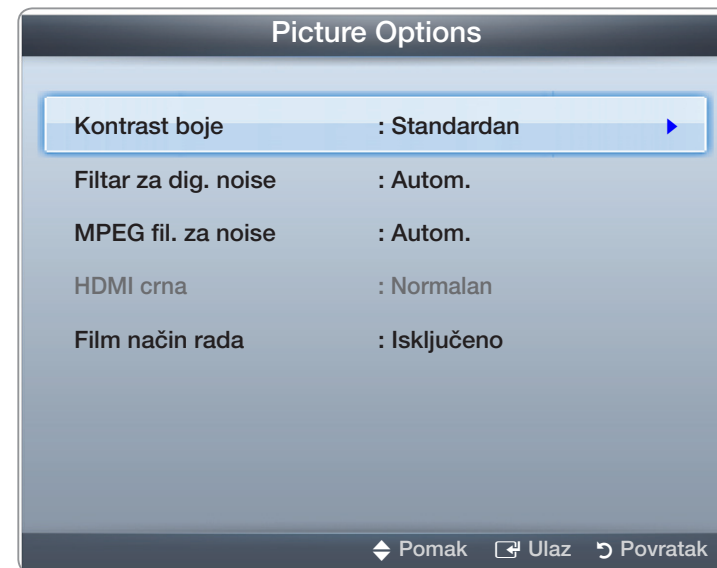 Picture Options
Kontrast boje : Standardan
Filtar za dig. noise : Autom.
MPEG fil. za noise : Autom.
HDMI crna : Normalan
Film način rada : Isključeno
Pomak Ulaz Povratak